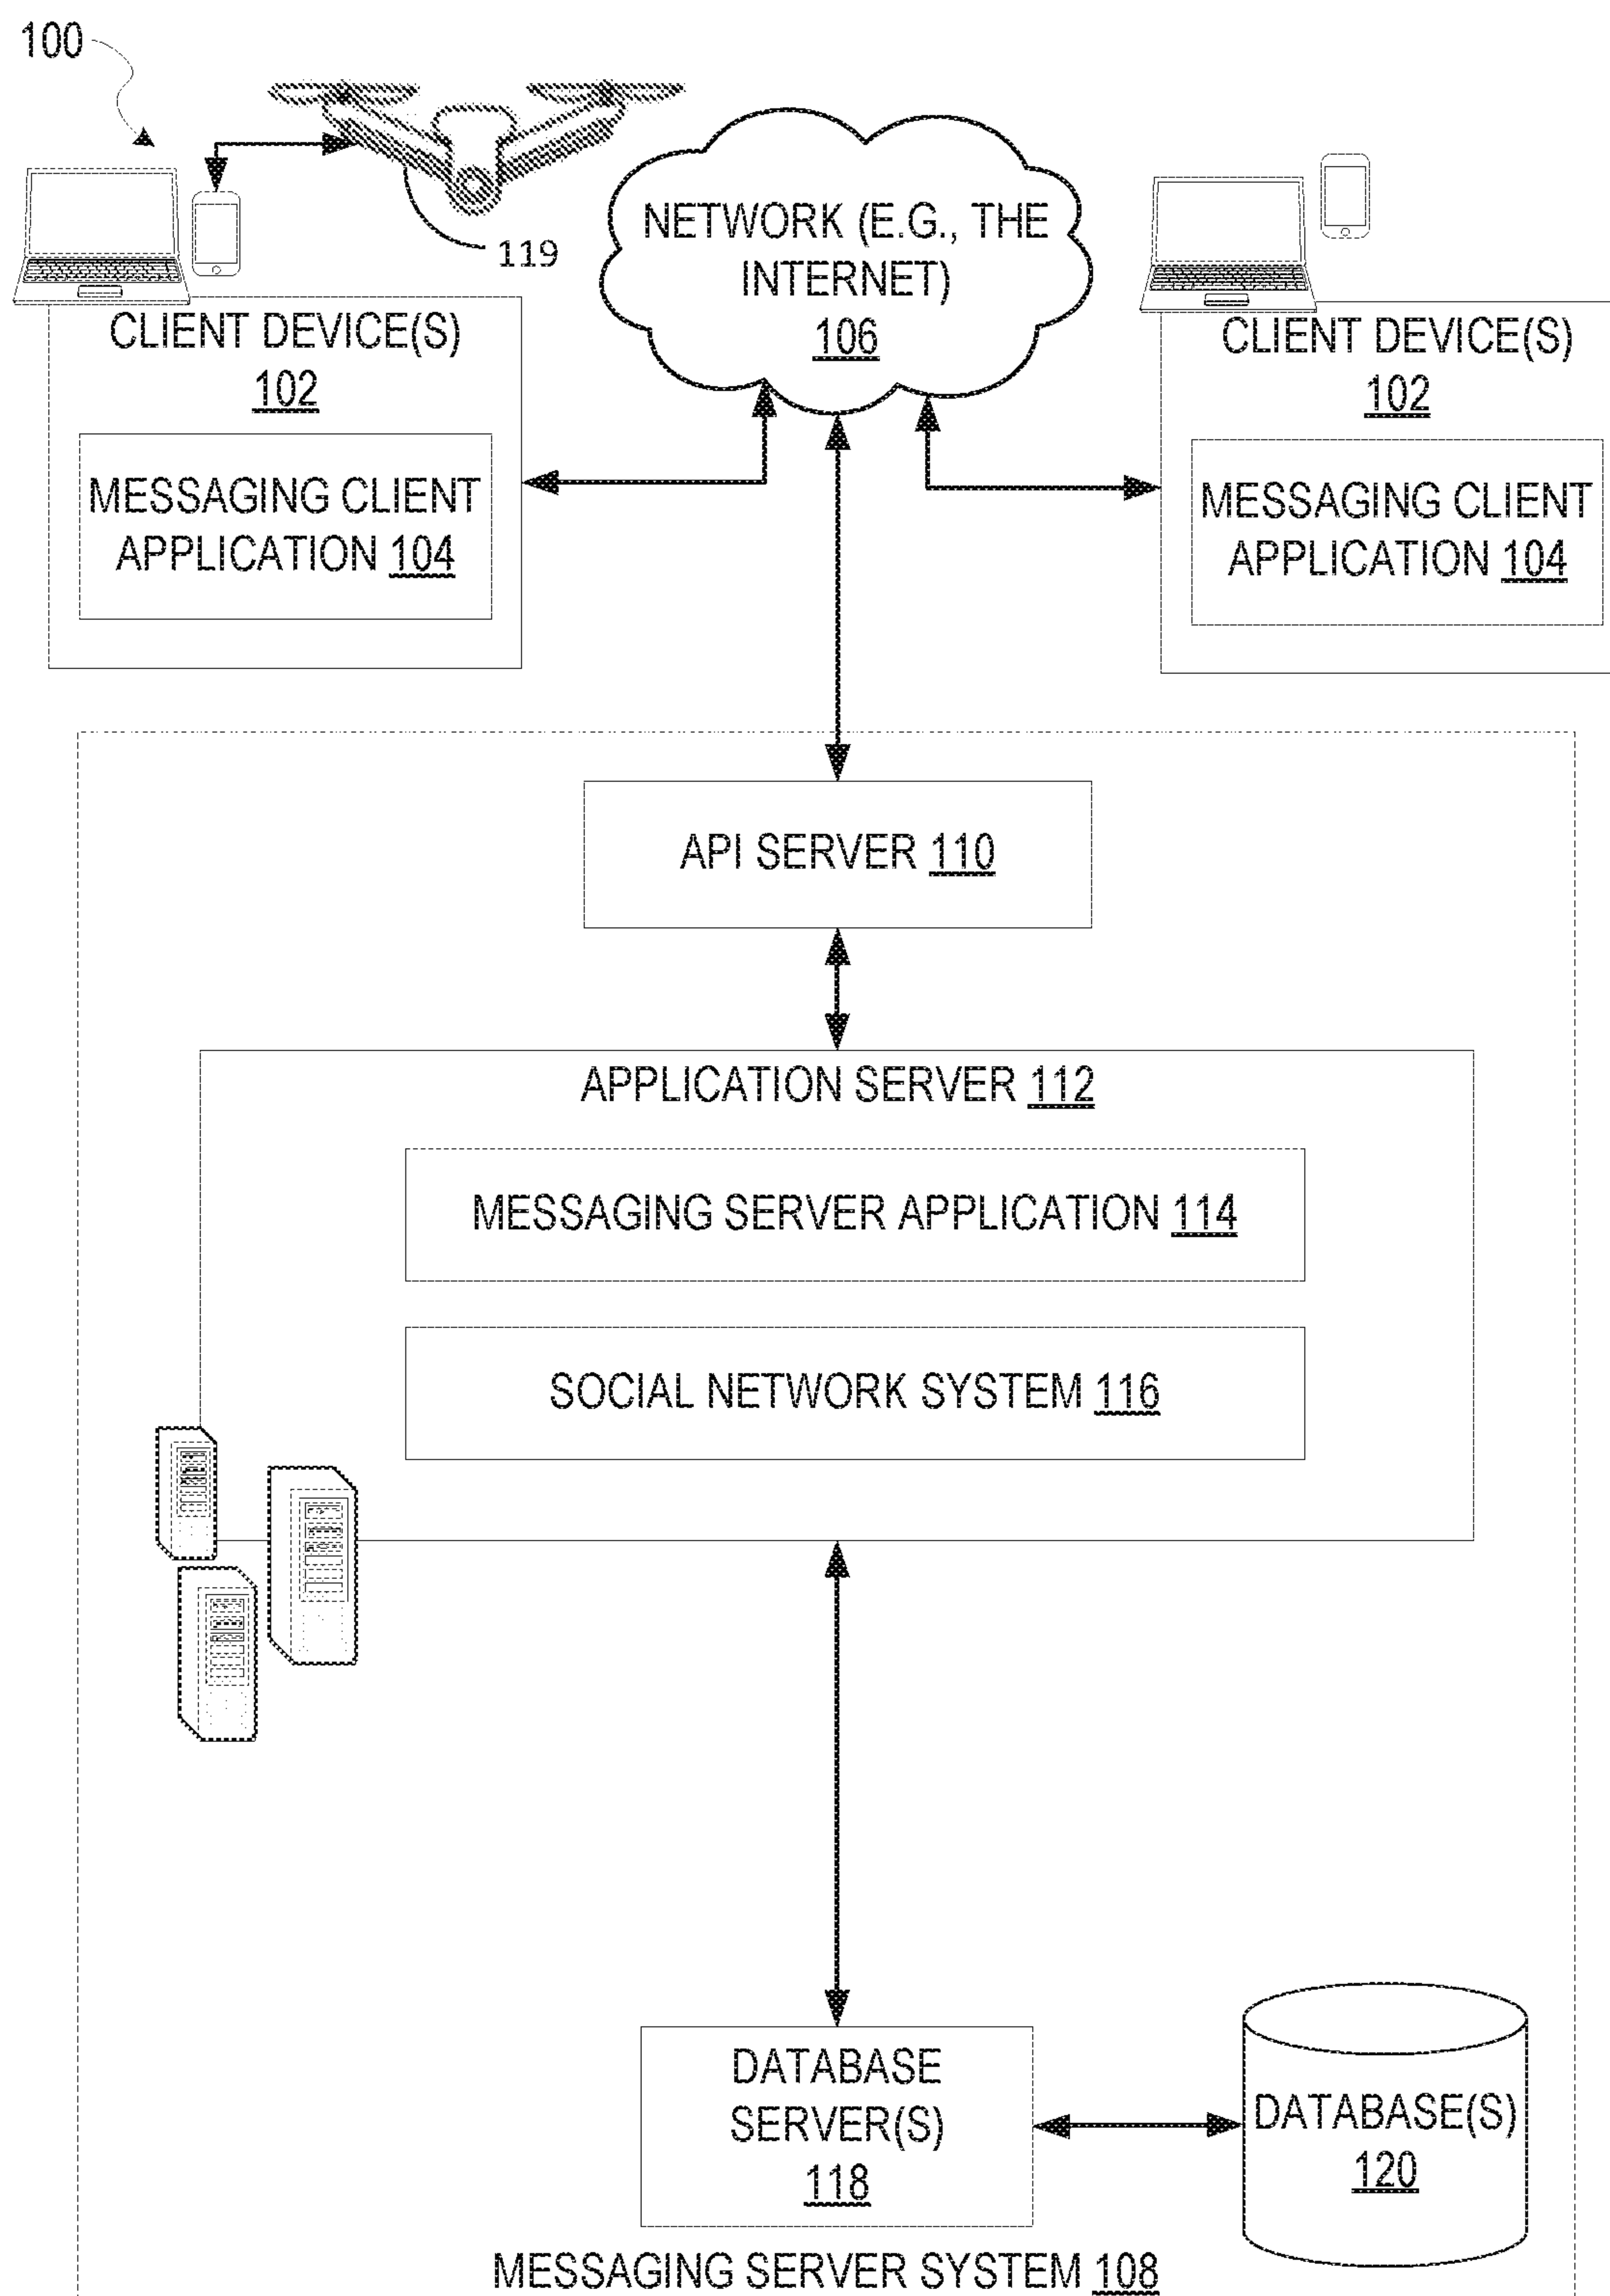 100
119
NETWORK (E.G., THE
INTERNET)
106
CLIENT DEVICE(S)
102
MESSAGING CLIENT
APPLICATION 104
CLIENT DEVICE(S)
102
MESSAGING CLIENT
APPLICATION 104
API SERVER 110
APPLICATION SERVER 112
MESSAGING SERVER APPLICATION 114
SOCIAL NETWORK SYSTEM 116
DATABASE
SERVER(S)
118
DATABASE(S)
120
MESSAGING SERVER SYSTEM 108